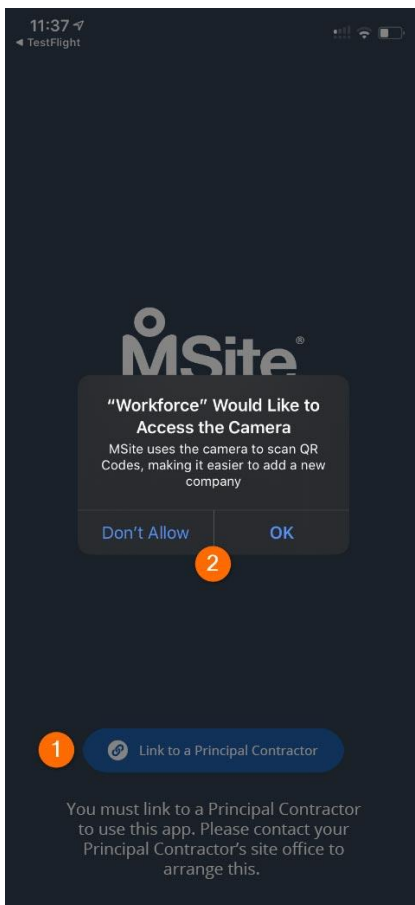 11:37
◀ TestFlight
MSite®
“Workforce” Would Like to
Access the Camera
MSite uses the camera to scan QR
Codes, making it easier to add a new
company
Don’t Allow
OK
2
1
Link to a Principal Contractor
You must link to a Principal Contractor
to use this app. Please contact your
Principal Contractor’s site office to
arrange this.